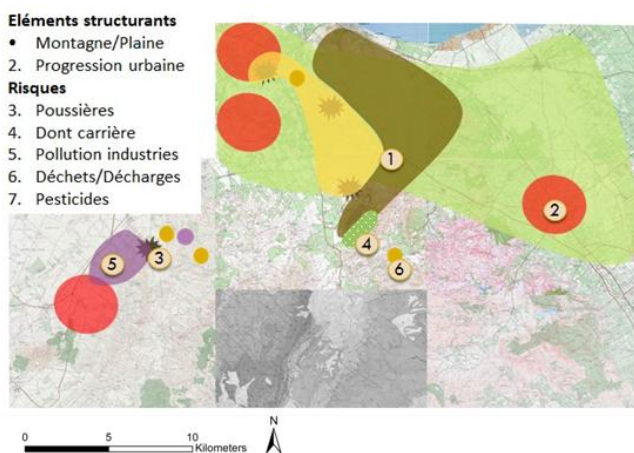 Eléments structurants
• Montagne/Plaine
2. Progression urbaine
Risques
3. Poussières
4. Dont carrière
5. Pollution industries
6. Déchets/Décharges
7. Pesticides
1
2
4
3
5
6
N
0 5 10
Kilometers